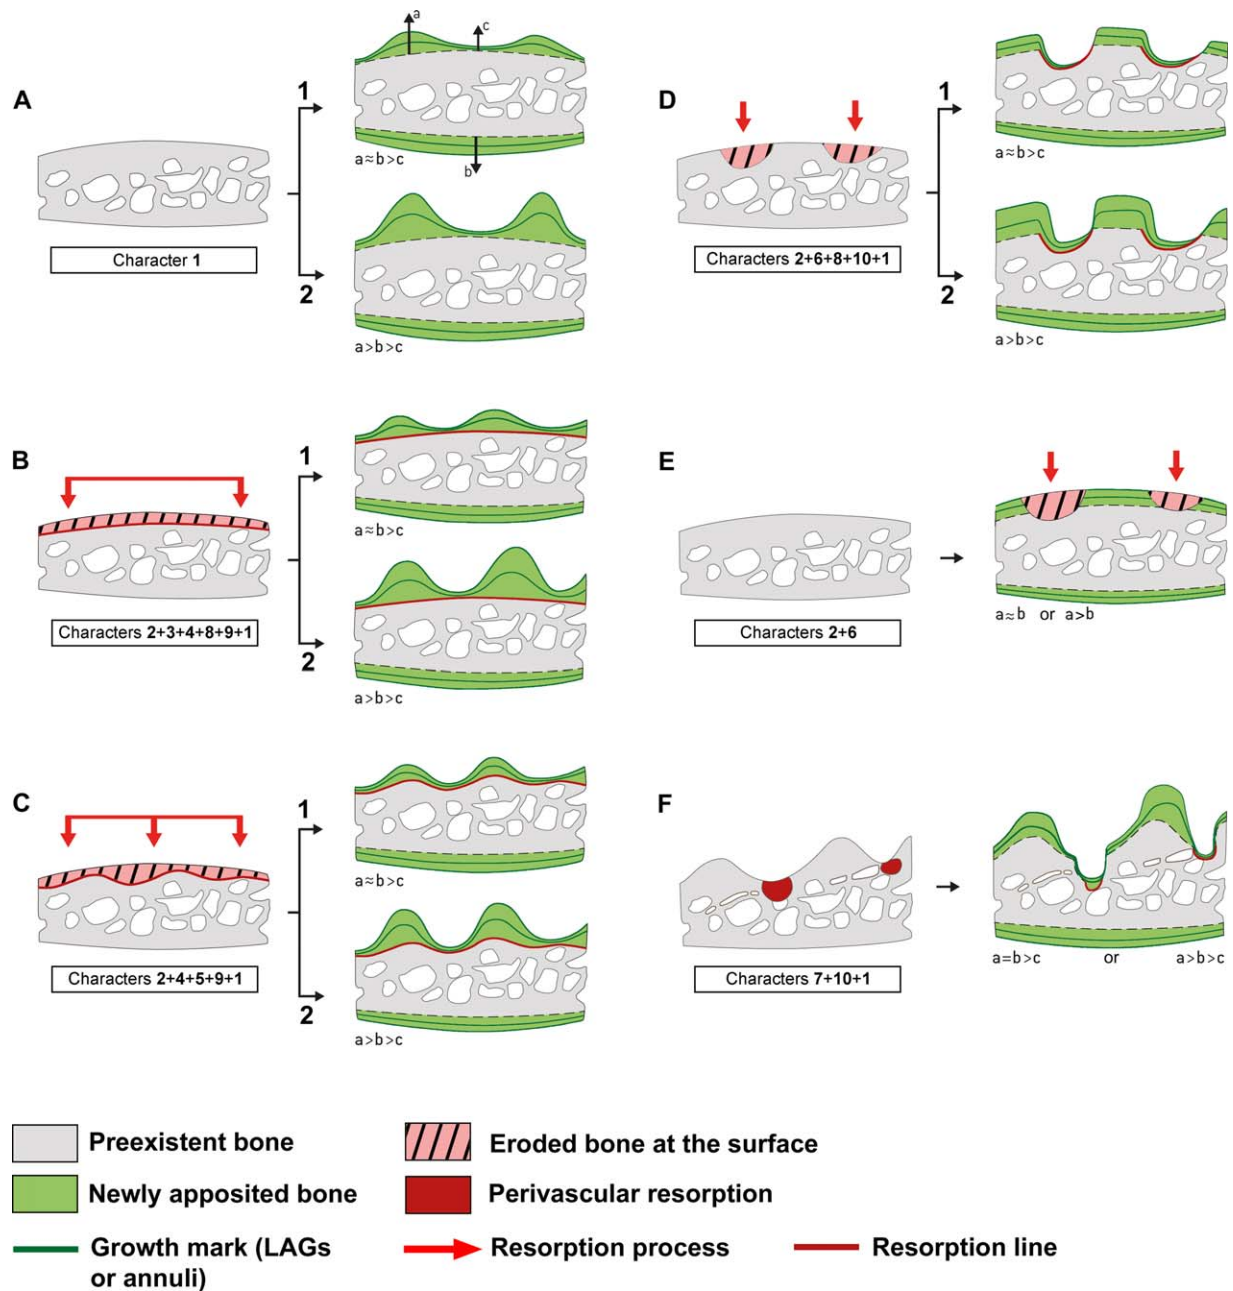 A
Character 1
1
a
c
b
a≈b>c
2
a>b>c
B
Characters 2+3+4+8+9+1
1
a≈b>c
2
a>b>c
C
Characters 2+4+5+9+1
1
a≈b>c
2
a>b>c
D
Characters 2+6+8+10+1
1
a≈b>c
2
a>b>c
E
Characters 2+6
a≈b or a>b
F
Characters 7+10+1
a=b>c or a>b>c
Preexistent bone
Eroded bone at the surface
Newly apposited bone
Perivascular resorption
Growth mark (LAGs
or annuli)
Resorption process
Resorption line